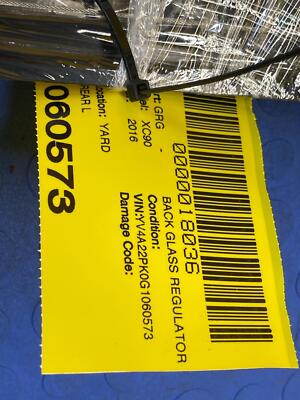 0000018036
BACK GLASS REGULATOR
Condition:
VIN:YV4A22PK0G1060573
Damage Code:
rt: GRG -
el: XC90
: 2016
ocation: YARD
REAR L
060573